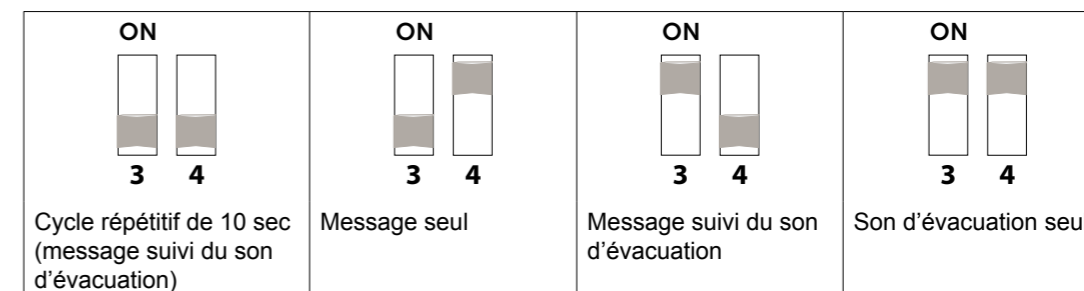 ON
3 4
Cycle répétitif de 10 sec
(message suivi du son
d’évacuation)
ON
3 4
Message seul
ON
3 4
Message suivi du son
d’évacuation
ON
3 4
Son d’évacuation seu